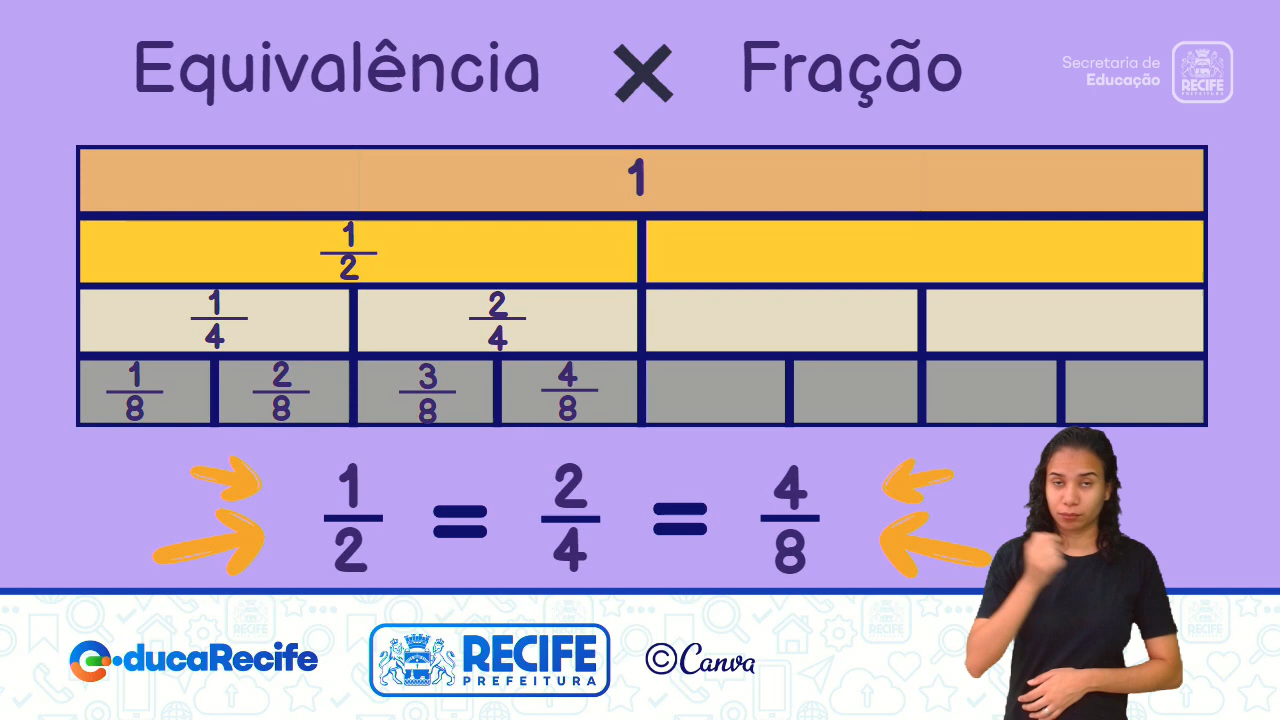 Equivalência × Fração
Secretaria de
Educação
RECIFE
PREFEITURA
1
1/2
1/4 2/4
1/8 2/8 3/8 4/8
1/2 = 2/4 = 4/8
EducaRecife
RECIFE
PREFEITURA
©Canva